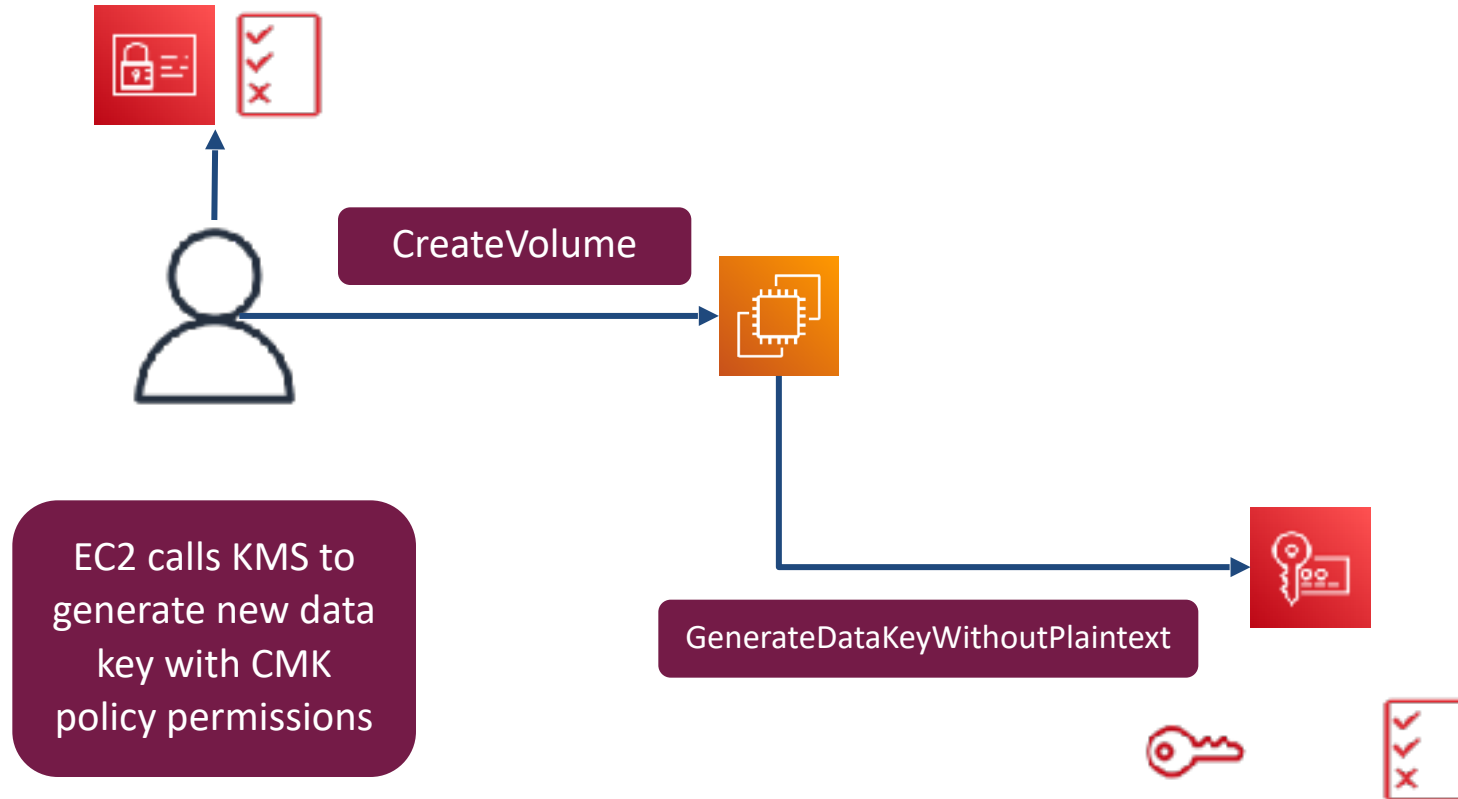 CreateVolume
EC2 calls KMS to
generate new data
key with CMK
policy permissions
GenerateDataKeyWithoutPlaintext